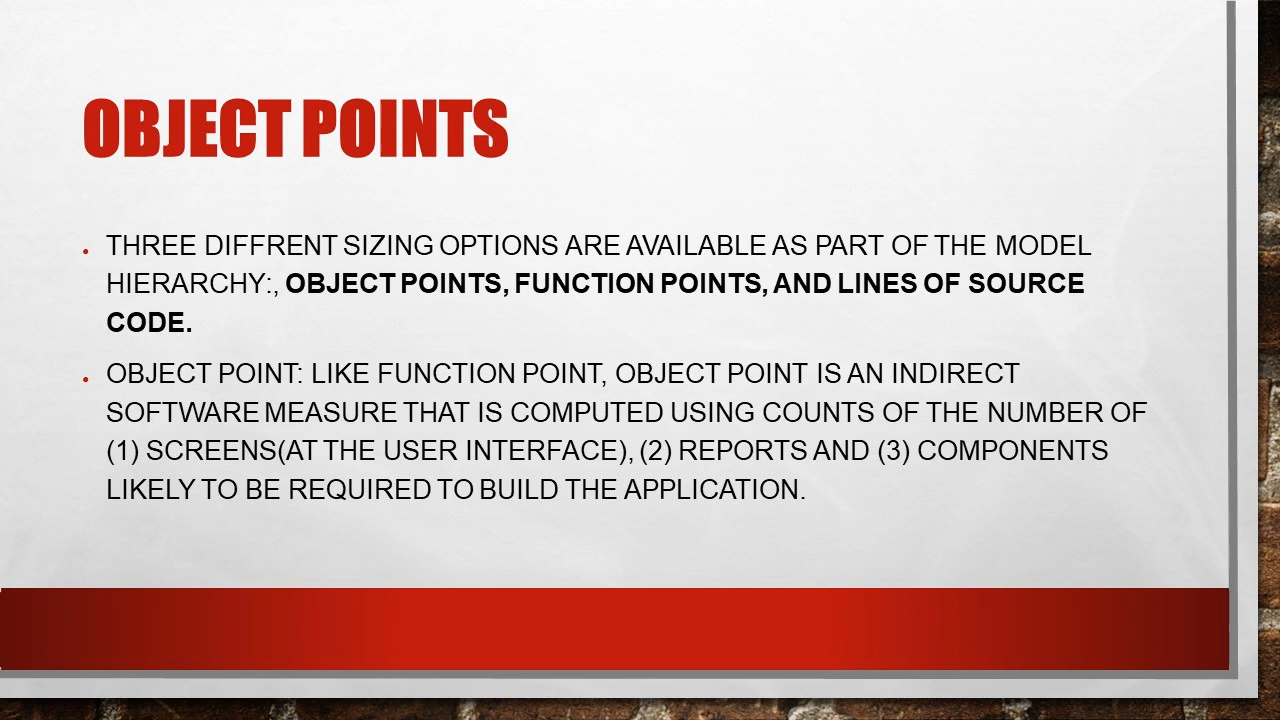 OBJECT POINTS
• THREE DIFFRENT SIZING OPTIONS ARE AVAILABLE AS PART OF THE MODEL
HIERARCHY:, OBJECT POINTS, FUNCTION POINTS, AND LINES OF SOURCE
CODE.
• OBJECT POINT: LIKE FUNCTION POINT, OBJECT POINT IS AN INDIRECT
SOFTWARE MEASURE THAT IS COMPUTED USING COUNTS OF THE NUMBER OF
(1) SCREENS(AT THE USER INTERFACE), (2) REPORTS AND (3) COMPONENTS
LIKELY TO BE REQUIRED TO BUILD THE APPLICATION.